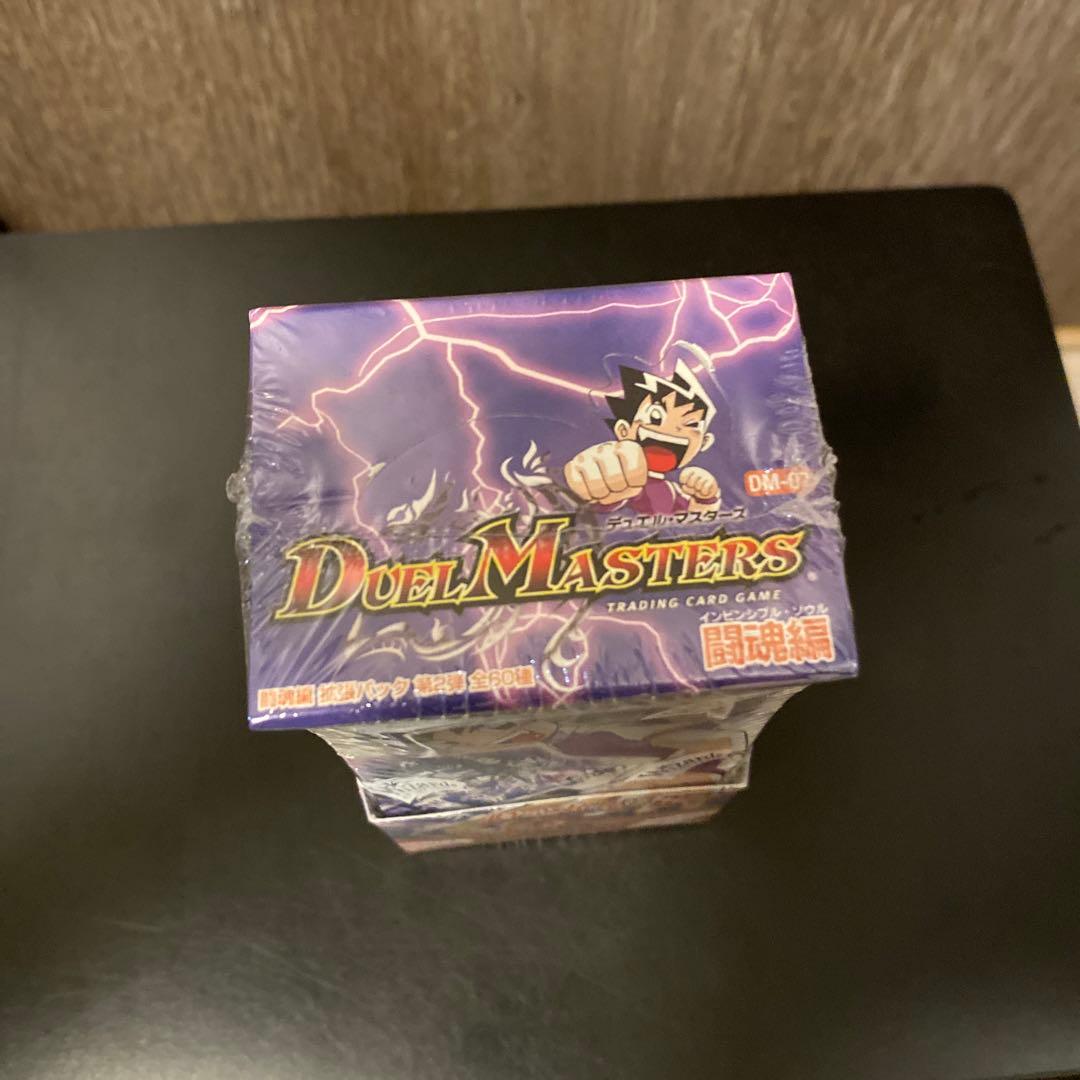 DM-07
デュエル・マスターズ
DUEL MASTERS
TRADING CARD GAME
インビンシブル・ソウル
闘魂編
闘魂編 拡張パック 第2弾 全60種